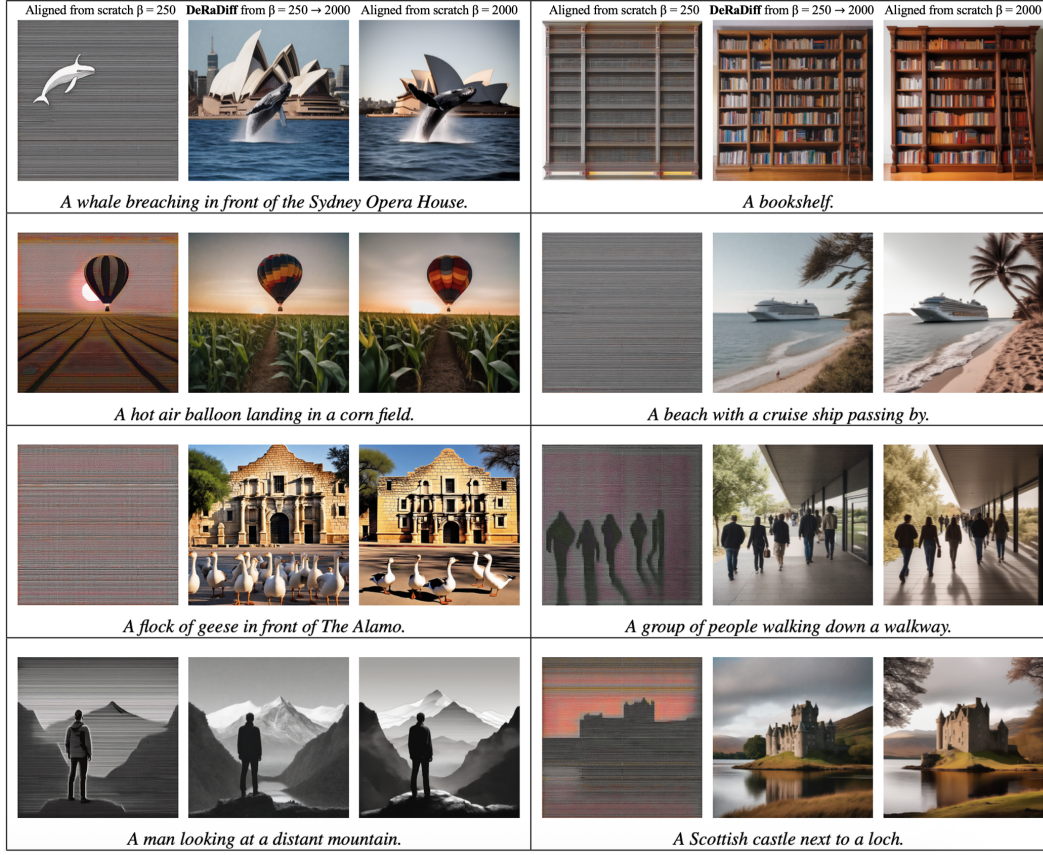 Aligned from scratch β = 250 DeRaDiff from β = 250 → 2000 Aligned from scratch β = 2000
Aligned from scratch β = 250 DeRaDiff from β = 250 → 2000 Aligned from scratch β = 2000
A whale breaching in front of the Sydney Opera House.
A bookshelf.
A hot air balloon landing in a corn field.
A beach with a cruise ship passing by.
A flock of geese in front of The Alamo.
A group of people walking down a walkway.
A man looking at a distant mountain.
A Scottish castle next to a loch.